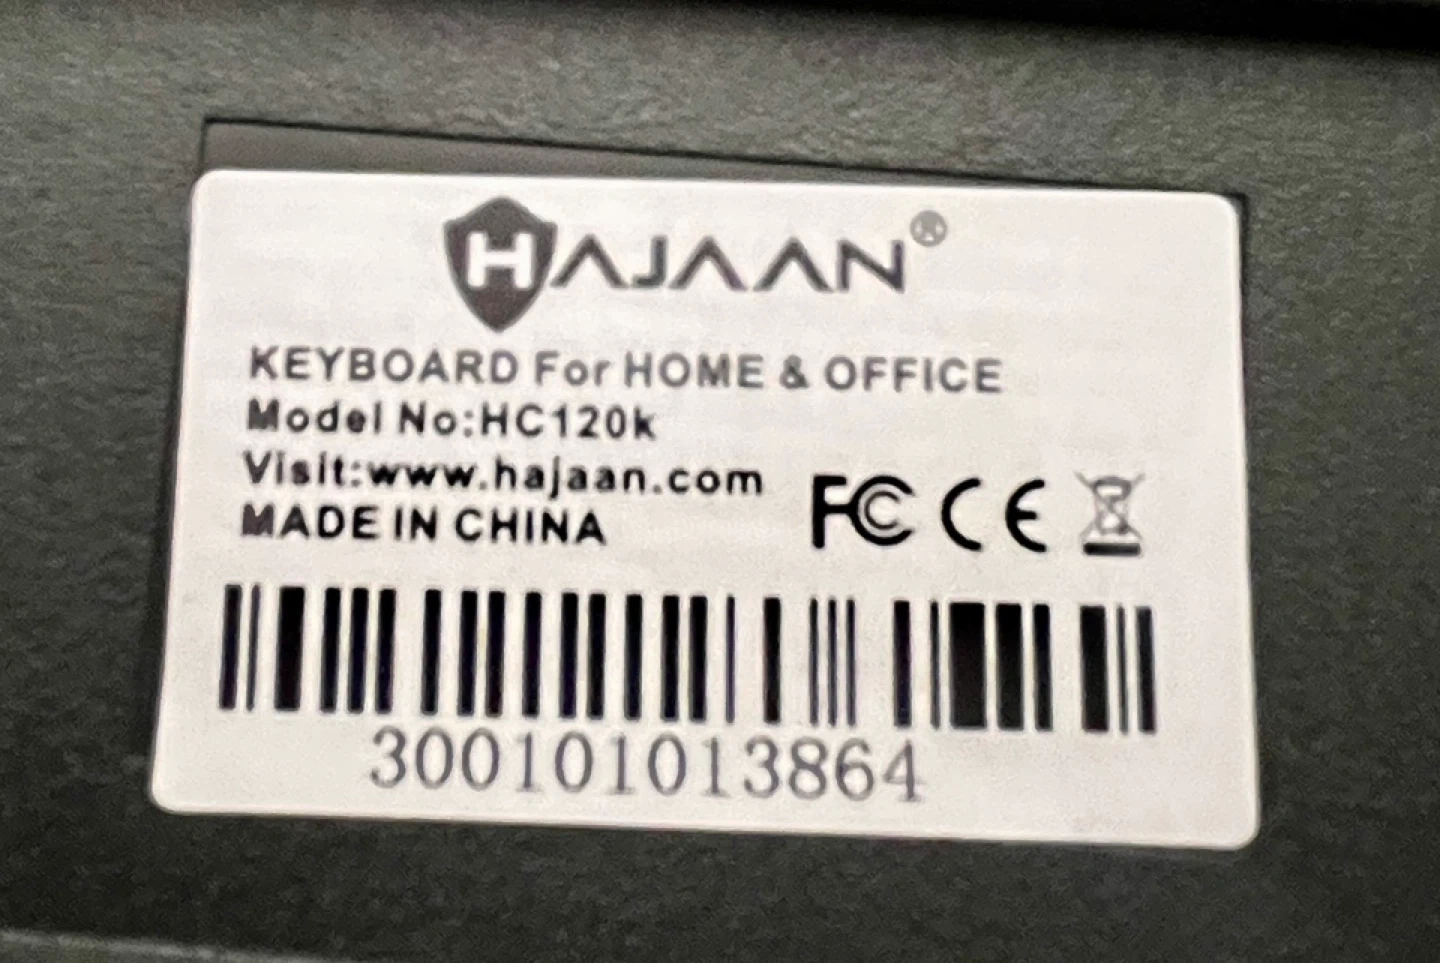 HAJAAN®
KEYBOARD For HOME & OFFICE
Model No:HC120k
Visit:www.hajaan.com
MADE IN CHINA
FC CE
300101013864